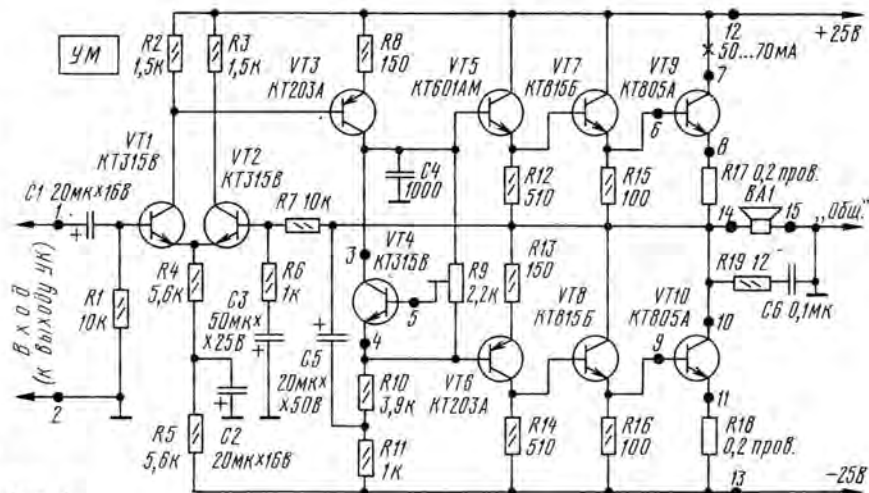 УМ
R2
1,5к
R3
1,5к
R8
150
VT3
КТ203А
VT5
КТ601АМ
VT7
КТ815Б
VT9
КТ805А
12
+25В
50...70мА
7
6
8
VT1
КТ315В
VT2
КТ315В
C4
1000
R12
510
R15
100
R17 0,2 пров.
BA1
C1 20мк×16В
1
R7 10к
14
15
„Общ."
Вход
(к выходу УК)
R1
10к
R4
5,6к
R6
1к
3
VT4
КТ315В
5
4
R9
2,2к
R13
150
R19 12
C6 0,1мк
C3
50мк×
×25В
C5
20мк×
×50В
VT8
КТ815Б
VT10
КТ805А
10
9
11
2
R10
3,9к
VT6
КТ203А
R5
5,6к
C2
20мк×16В
R11
1к
R14
510
R16
100
R18
0,2 пров.
13
−25В